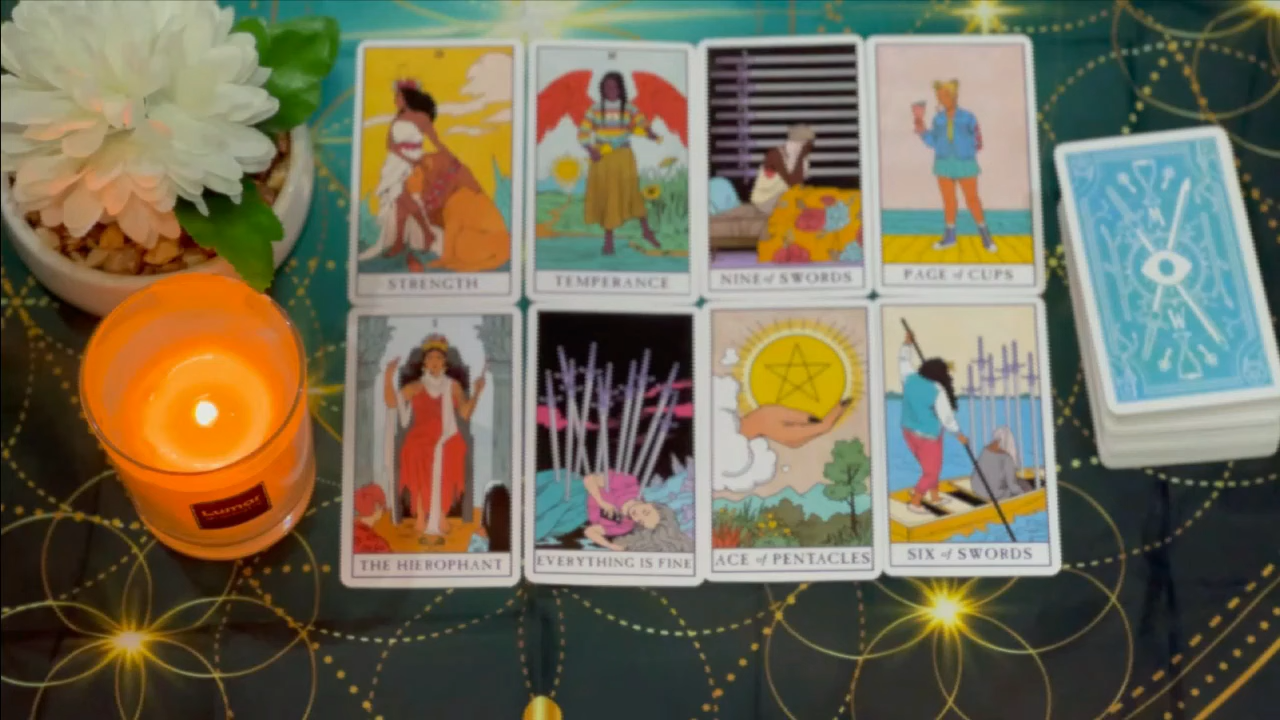 STRENGTH
TEMPERANCE
NINE of SWORDS
PAGE of CUPS
THE HIEROPHANT
EVERYTHING IS FINE
ACE of PENTACLES
SIX of SWORDS
Lumar